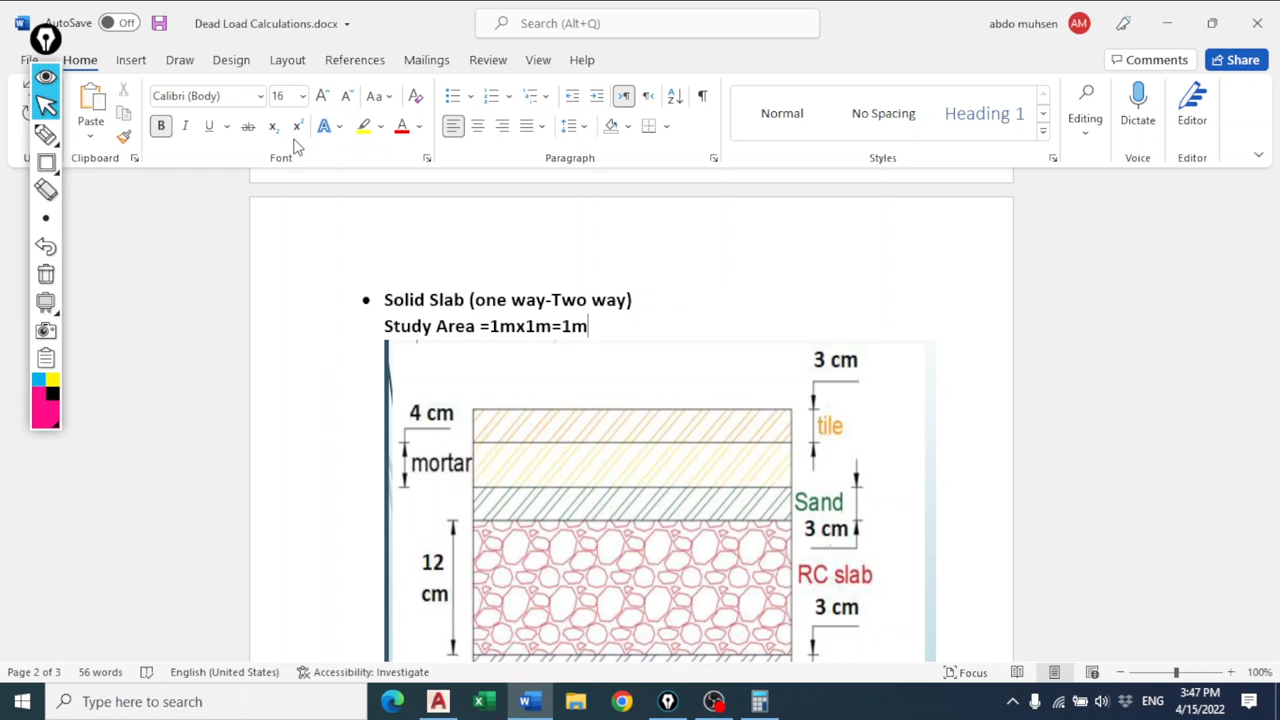 AutoSave Off Dead Load Calculations.docx Search (Alt+Q) abdo muhsen AM
File Home Insert Draw Design Layout References Mailings Review View Help Comments Share
Paste
Calibri (Body) 16 Aa
B I U ab x2 x2 A A
Normal No Spacing Heading 1
Editing Dictate Editor
Clipboard Font Paragraph Styles Voice Editor
• Solid Slab (one way-Two way)
Study Area =1mx1m=1m
3 cm
4 cm
tile
mortar
Sand
3 cm
12
cm
RC slab
3 cm
Page 2 of 3 56 words English (United States) Accessibility: Investigate Focus 100%
Type here to search
ENG
3:47 PM
4/15/2022